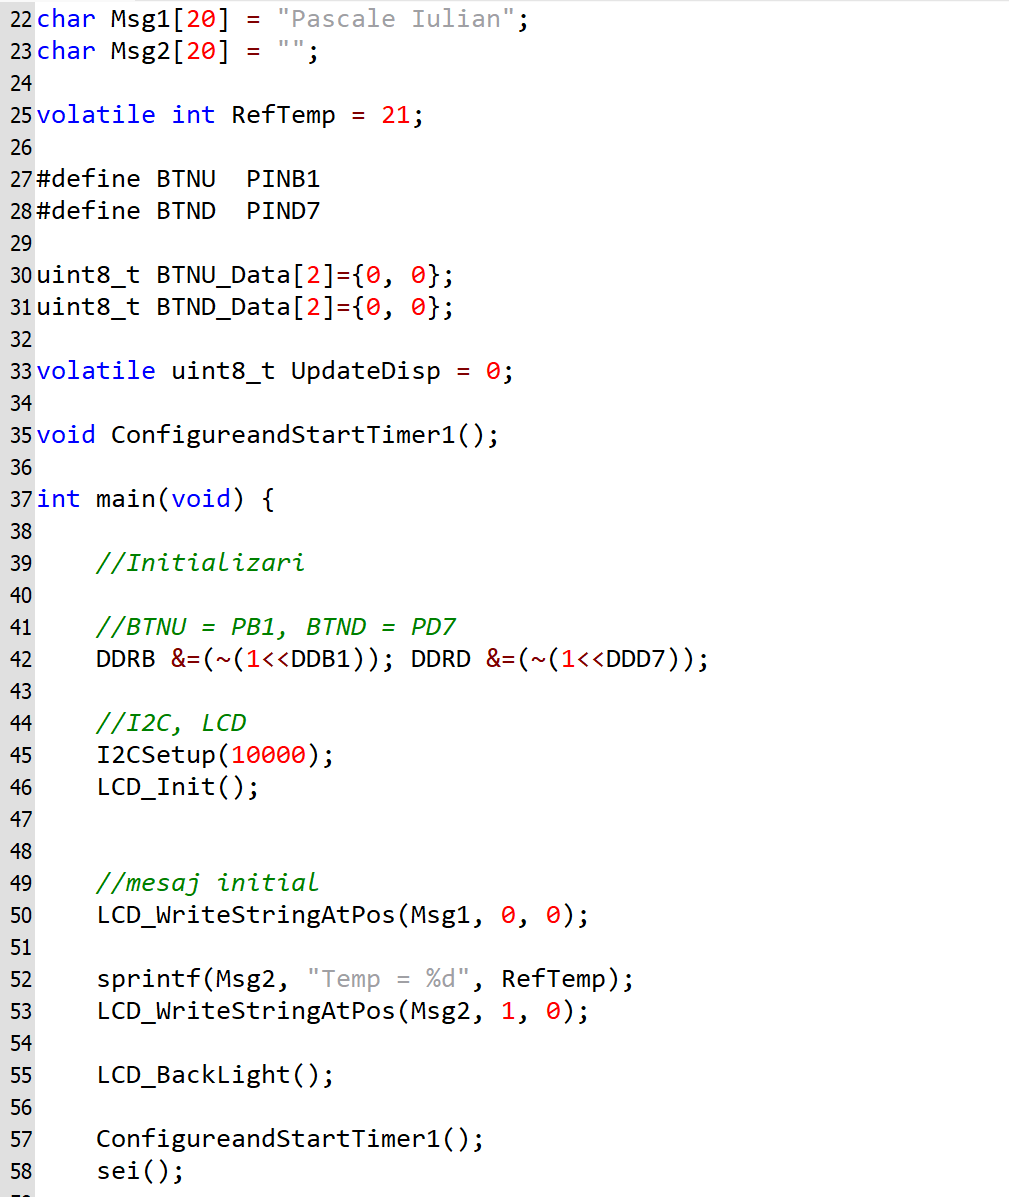 22 char Msg1[20] = "Pascale Iulian";
23 char Msg2[20] = "";
24
25 volatile int RefTemp = 21;
26
27 #define BTNU  PINB1
28 #define BTND  PIND7
29
30 uint8_t BTNU_Data[2]={0, 0};
31 uint8_t BTND_Data[2]={0, 0};
32
33 volatile uint8_t UpdateDisp = 0;
34
35 void ConfigureandStartTimer1();
36
37 int main(void) {
38
39     //Initializari
40
41     //BTNU = PB1, BTND = PD7
42     DDRB &=(~(1<<DDB1)); DDRD &=(~(1<<DDD7));
43
44     //I2C, LCD
45     I2CSetup(10000);
46     LCD_Init();
47
48
49     //mesaj initial
50     LCD_WriteStringAtPos(Msg1, 0, 0);
51
52     sprintf(Msg2, "Temp = %d", RefTemp);
53     LCD_WriteStringAtPos(Msg2, 1, 0);
54
55     LCD_BackLight();
56
57     ConfigureandStartTimer1();
58     sei();